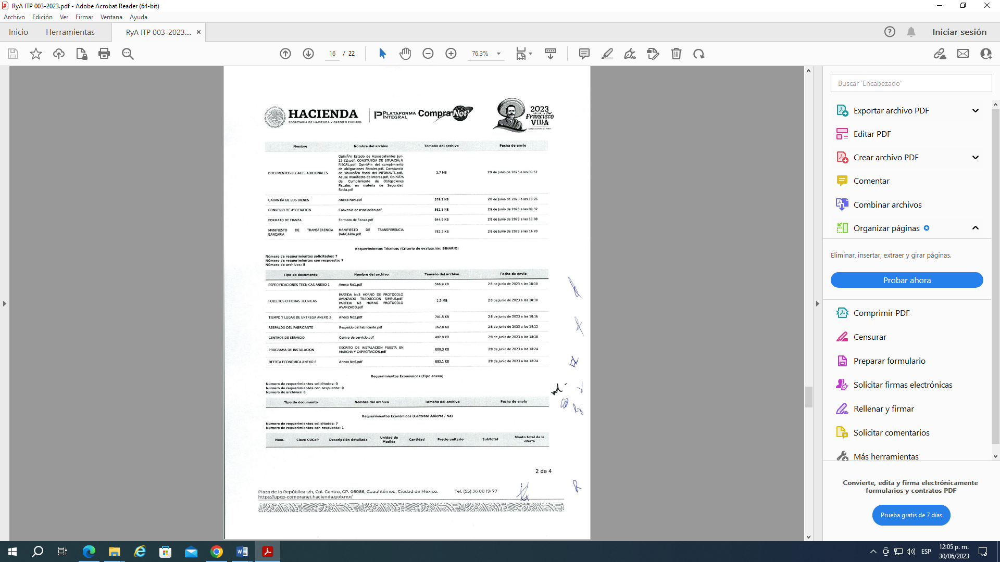 RyA ITP 003-2023.pdf - Adobe Acrobat Reader (64-bit)
Archivo Edición Ver Firmar Ventana Ayuda
Inicio Herramientas RyA ITP 003-2023.... × Iniciar sesión
16 / 22 76.3%
HACIENDA
SECRETARÍA DE HACIENDA Y CRÉDITO PÚBLICO
PLATAFORMA INTEGRAL CompraNet
2023
Francisco
VILLA
Nombre Nombre del archivo Tamaño del archivo Fecha de envío
DOCUMENTOS LEGALES ADICIONALES OpiniÃ³n Estado de Aguascalientes Jun-23 (1).pdf, CONSTANCIA DE SITUACIÃ¿N FISCAL.pdf, OpiniÃ³n del cumplimiento de obligaciones fiscales.pdf, Constancia de situaciÃ³n fiscal del INFONAVIT..pdf, Acuse manifiesto de interes.pdf, OpiniÃ³n del Cumplimiento de Obligaciones Fiscales en materia de Seguridad Socia.pdf 2.7 MB 29 de Junio de 2023 a las 09:57
GARANTÍA DE LOS BIENES Anexo No4.pdf 579.2 KB 28 de Junio de 2023 a las 18:26
CONVENIO DE ASOCIACION Convenio de asociacion.pdf 562.5 KB 29 de Junio de 2023 a las 09:32
FORMATO DE FIANZA Formato de fianza.pdf 644.9 KB 28 de Junio de 2023 a las 13:08
MANIFIESTO DE TRANSFERENCIA BANCARIA MANIFIESTO DE TRANSFERENCIA BANCARIA.pdf 782.2 KB 28 de Junio de 2023 a las 16:20
Requerimientos Técnicos (Criterio de evaluación: BINARIO)
Número de requerimientos solicitados: 7
Número de requerimientos con respuesta: 7
Número de archivos: 8
Tipo de documento Nombre del archivo Tamaño del archivo Fecha de envío
ESPECIFICACIONES TECNICAS ANEXO 1 Anexo No1.pdf 566.9 KB 28 de Junio de 2023 a las 18:10
FOLLETOS O FICHAS TECNICAS PARTIDA No3 HORNO DE PROTOCOLO AVANZADO TRADUCCION SIMPLE.pdf, PARTIDA N3 HORNO PROTOCOLO AVANZADO.pdf 1.5 MB 28 de Junio de 2023 a las 18:10
TIEMPO Y LUGAR DE ENTREGA ANEXO 2 Anexo No2.pdf 701.5 KB 28 de Junio de 2023 a las 18:16
RESPALDO DEL FABRICANTE Respaldo del fabricante.pdf 162.8 KB 28 de Junio de 2023 a las 18:12
CENTROS DE SERVICIO Centro de servicio.pdf 482.9 KB 28 de Junio de 2023 a las 18:18
PROGRAMA DE INSTALACION ESCRITO DE INSTALACION PUESTA EN MARCHA Y CAPACITACION.pdf 608.3 KB 28 de Junio de 2023 a las 18:24
OFERTA ECONOMICA ANEXO 6 Anexo No6.pdf 683.1 KB 28 de Junio de 2023 a las 18:24
Requerimientos Económicos (Tipo anexo)
Número de requerimientos solicitados: 0
Número de requerimientos con respuesta: 0
Número de archivos: 0
Tipo de documento Nombre del archivo Tamaño del archivo Fecha de envío
Requerimientos Económicos (Contrato Abierto / No)
Número de requerimientos solicitados: 7
Número de requerimientos con respuesta: 1
Num. Clave CUCoP Descripción detallada Unidad de Medida Cantidad Precio unitario Subtotal Monto total de la oferta
2 de 4
Plaza de la República s/n, Col. Centro, CP. 06066, Cuauhtémoc, Ciudad de México. Tel. (55) 36 88 19 77
https://upcp-compranet.hacienda.gob.mx/
Buscar 'Encabezado'
Exportar archivo PDF
Editar PDF
Crear archivo PDF
Comentar
Combinar archivos
Organizar páginas
Eliminar, insertar, extraer y girar páginas.
Probar ahora
Comprimir PDF
Censurar
Preparar formulario
Solicitar firmas electrónicas
Rellenar y firmar
Solicitar comentarios
Más herramientas
Convierte, edita y firma electrónicamente
formularios y contratos PDF
Prueba gratis de 7 días
ESP 12:05 p. m.
30/06/2023